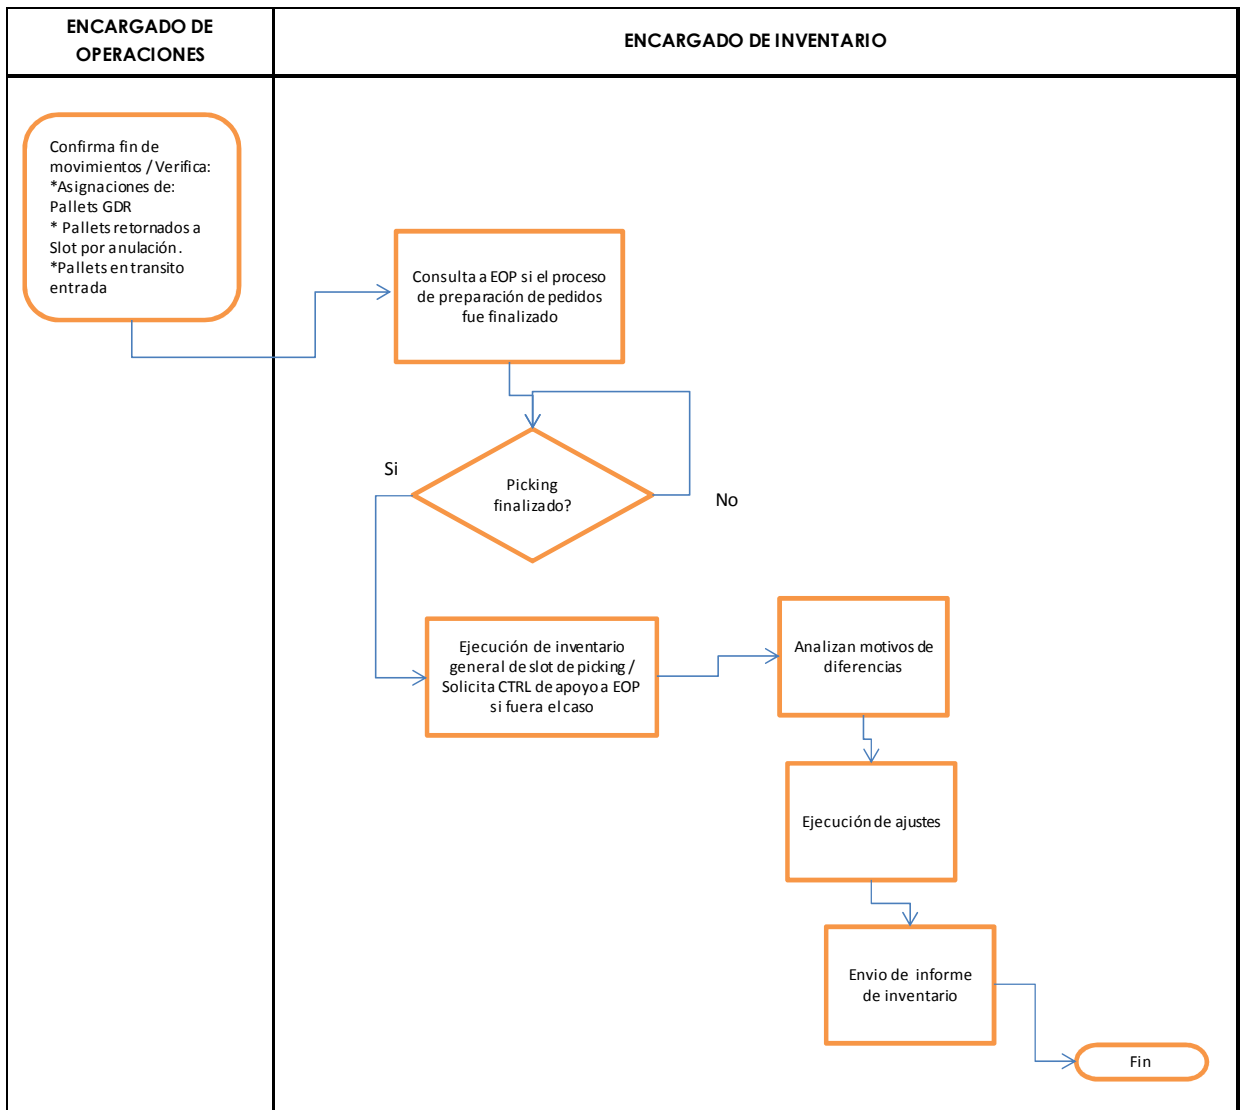 ENCARGADO DE
OPERACIONES
ENCARGADO DE INVENTARIO
Confirma fin de
movimientos / Verifica:
*Asignaciones de:
Pallets GDR
* Pallets retornados a
Slot por anulación.
*Pallets en transito
entrada
Consulta a EOP si el proceso
de preparación de pedidos
fue finalizado
Si
Picking
finalizado?
No
Ejecución de inventario
general de slot de picking /
Solicita CTRL de apoyo a EOP
si fuera el caso
Analizan motivos de
diferencias
Ejecución de ajustes
Envio de informe
de inventario
Fin